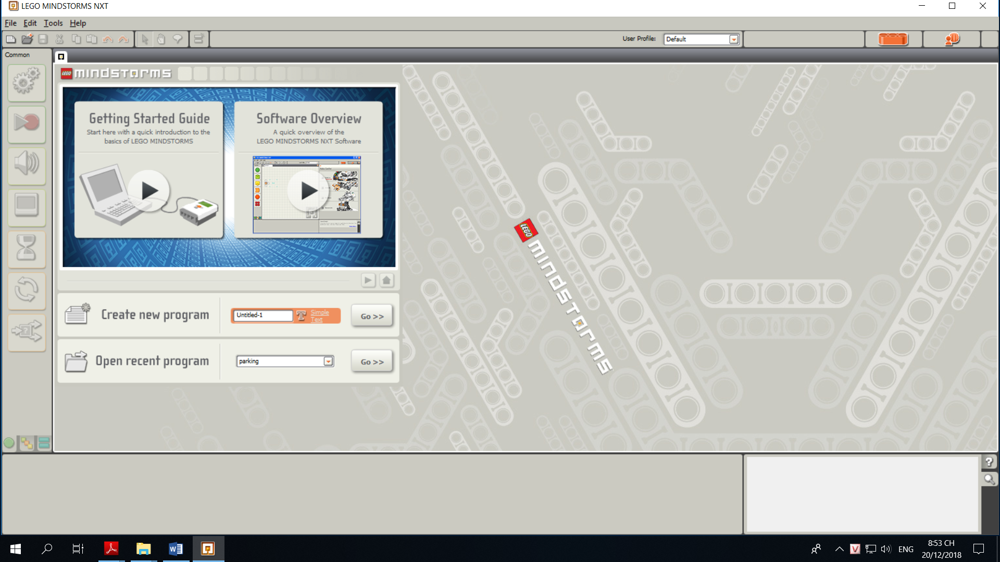 LEGO MINDSTORMS NXT
File Edit Tools Help
User Profile: Default
Common
LEGO mindstorms
Getting Started Guide
Start here with a quick introduction to the
basics of LEGO MINDSTORMS
Software Overview
A quick overview of the
LEGO MINDSTORMS NXT Software
LEGO mindstorms
Create new program
Untitled-1
T Simple
Text
Go >>
Open recent program
parking
Go >>
8:53 CH
ENG
20/12/2018